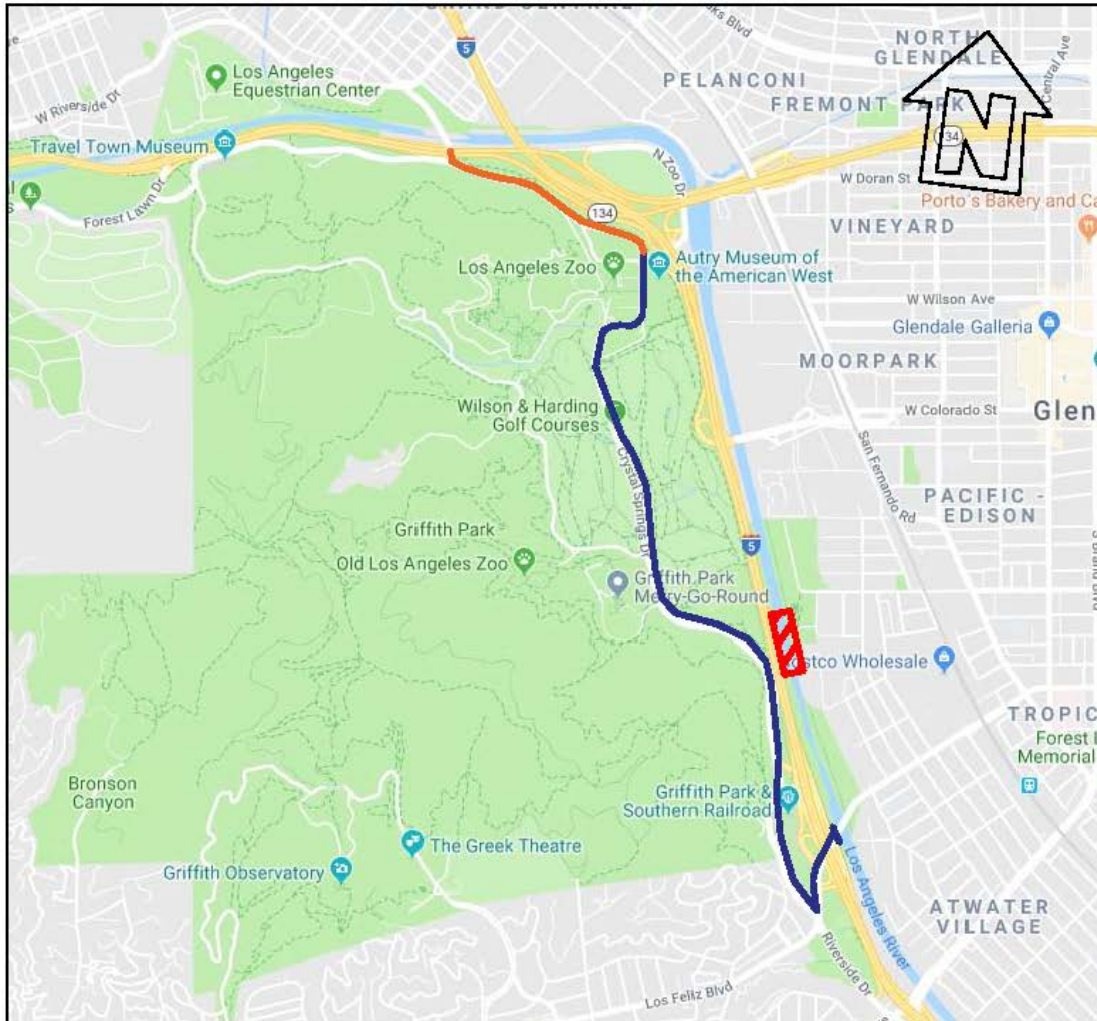 5
NORTH
GLENDALE
Central Ave
Los Angeles
Equestrian Center
PELANCONI
FREMONT PARK
N
W Riverside Dr
134
Travel Town Museum
N Zoo Dr
W Doran St
Porto's Bakery and Ca
Forest Lawn Dr
134
VINEYARD
Los Angeles Zoo
Autry Museum of
the American West
W Wilson Ave
Glendale Galleria
MOORPARK
Wilson & Harding
Golf Courses
W Colorado St
Glen
Crystal Springs Dr
San Fernando Rd
PACIFIC -
EDISON
Griffith Park
5
Old Los Angeles Zoo
S Brand Blvd
Griffith Park
Merry-Go-Round
ostco Wholesale
TROPIC
Forest L
Memorial
Bronson
Canyon
Griffith Park &
Southern Railroad
The Greek Theatre
Griffith Observatory
Los Angeles River
ATWATER
VILLAGE
Riverside Dr
Los Feliz Blvd